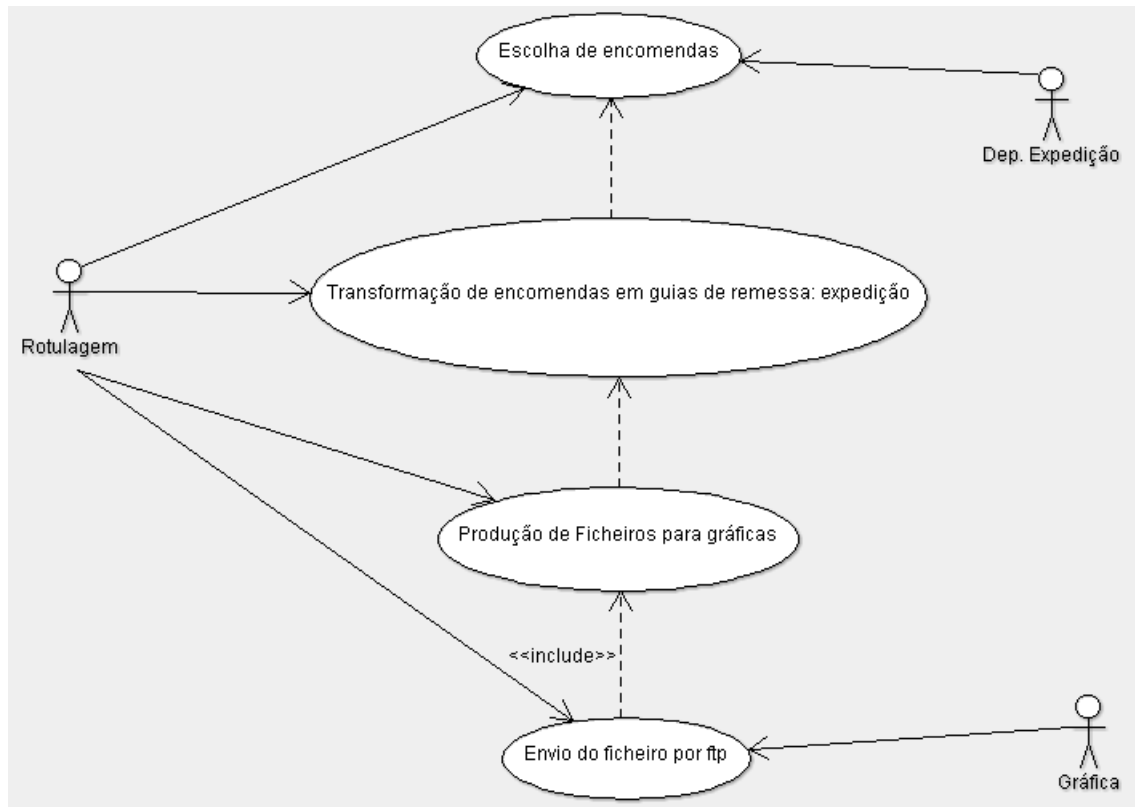 Escolha de encomendas
Dep. Expedição
Transformação de encomendas em guias de remessa: expedição
Rotulagem
Produção de Ficheiros para gráficas
<<include>>
Envio do ficheiro por ftp
Gráfica